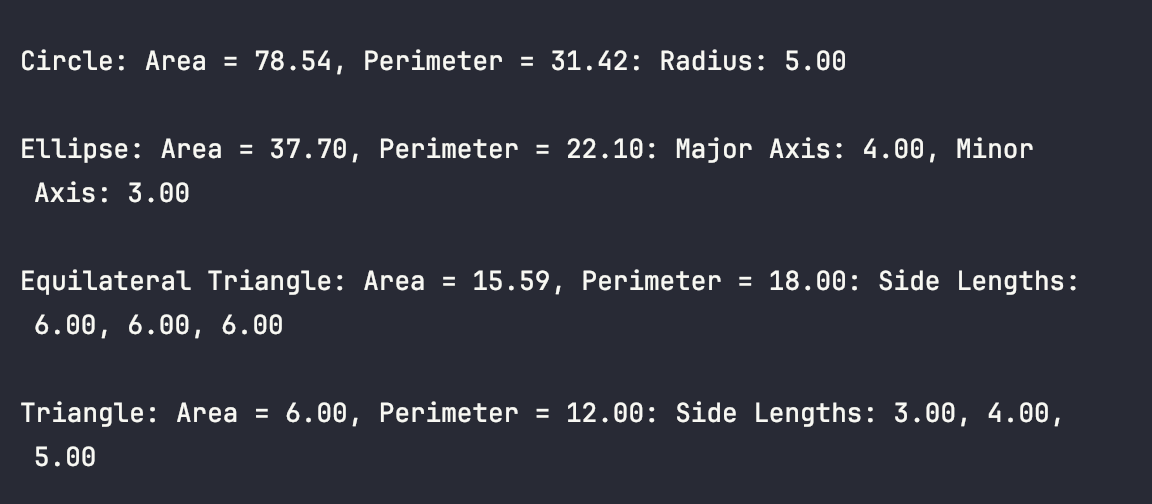 Circle: Area = 78.54, Perimeter = 31.42: Radius: 5.00
Ellipse: Area = 37.70, Perimeter = 22.10: Major Axis: 4.00, Minor
Axis: 3.00
Equilateral Triangle: Area = 15.59, Perimeter = 18.00: Side Lengths:
6.00, 6.00, 6.00
Triangle: Area = 6.00, Perimeter = 12.00: Side Lengths: 3.00, 4.00,
5.00